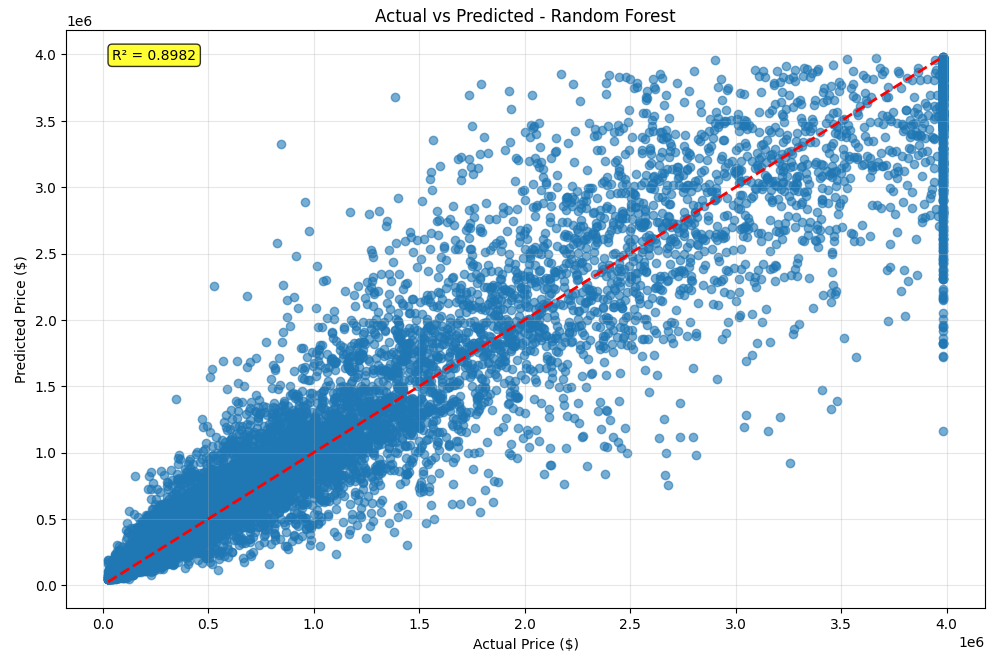 Actual vs Predicted - Random Forest
1e6
R² = 0.8982
4.0
3.5
3.0
2.5
2.0
1.5
1.0
0.5
0.0
Predicted Price ($)
0.0 0.5 1.0 1.5 2.0 2.5 3.0 3.5 4.0
1e6
Actual Price ($)